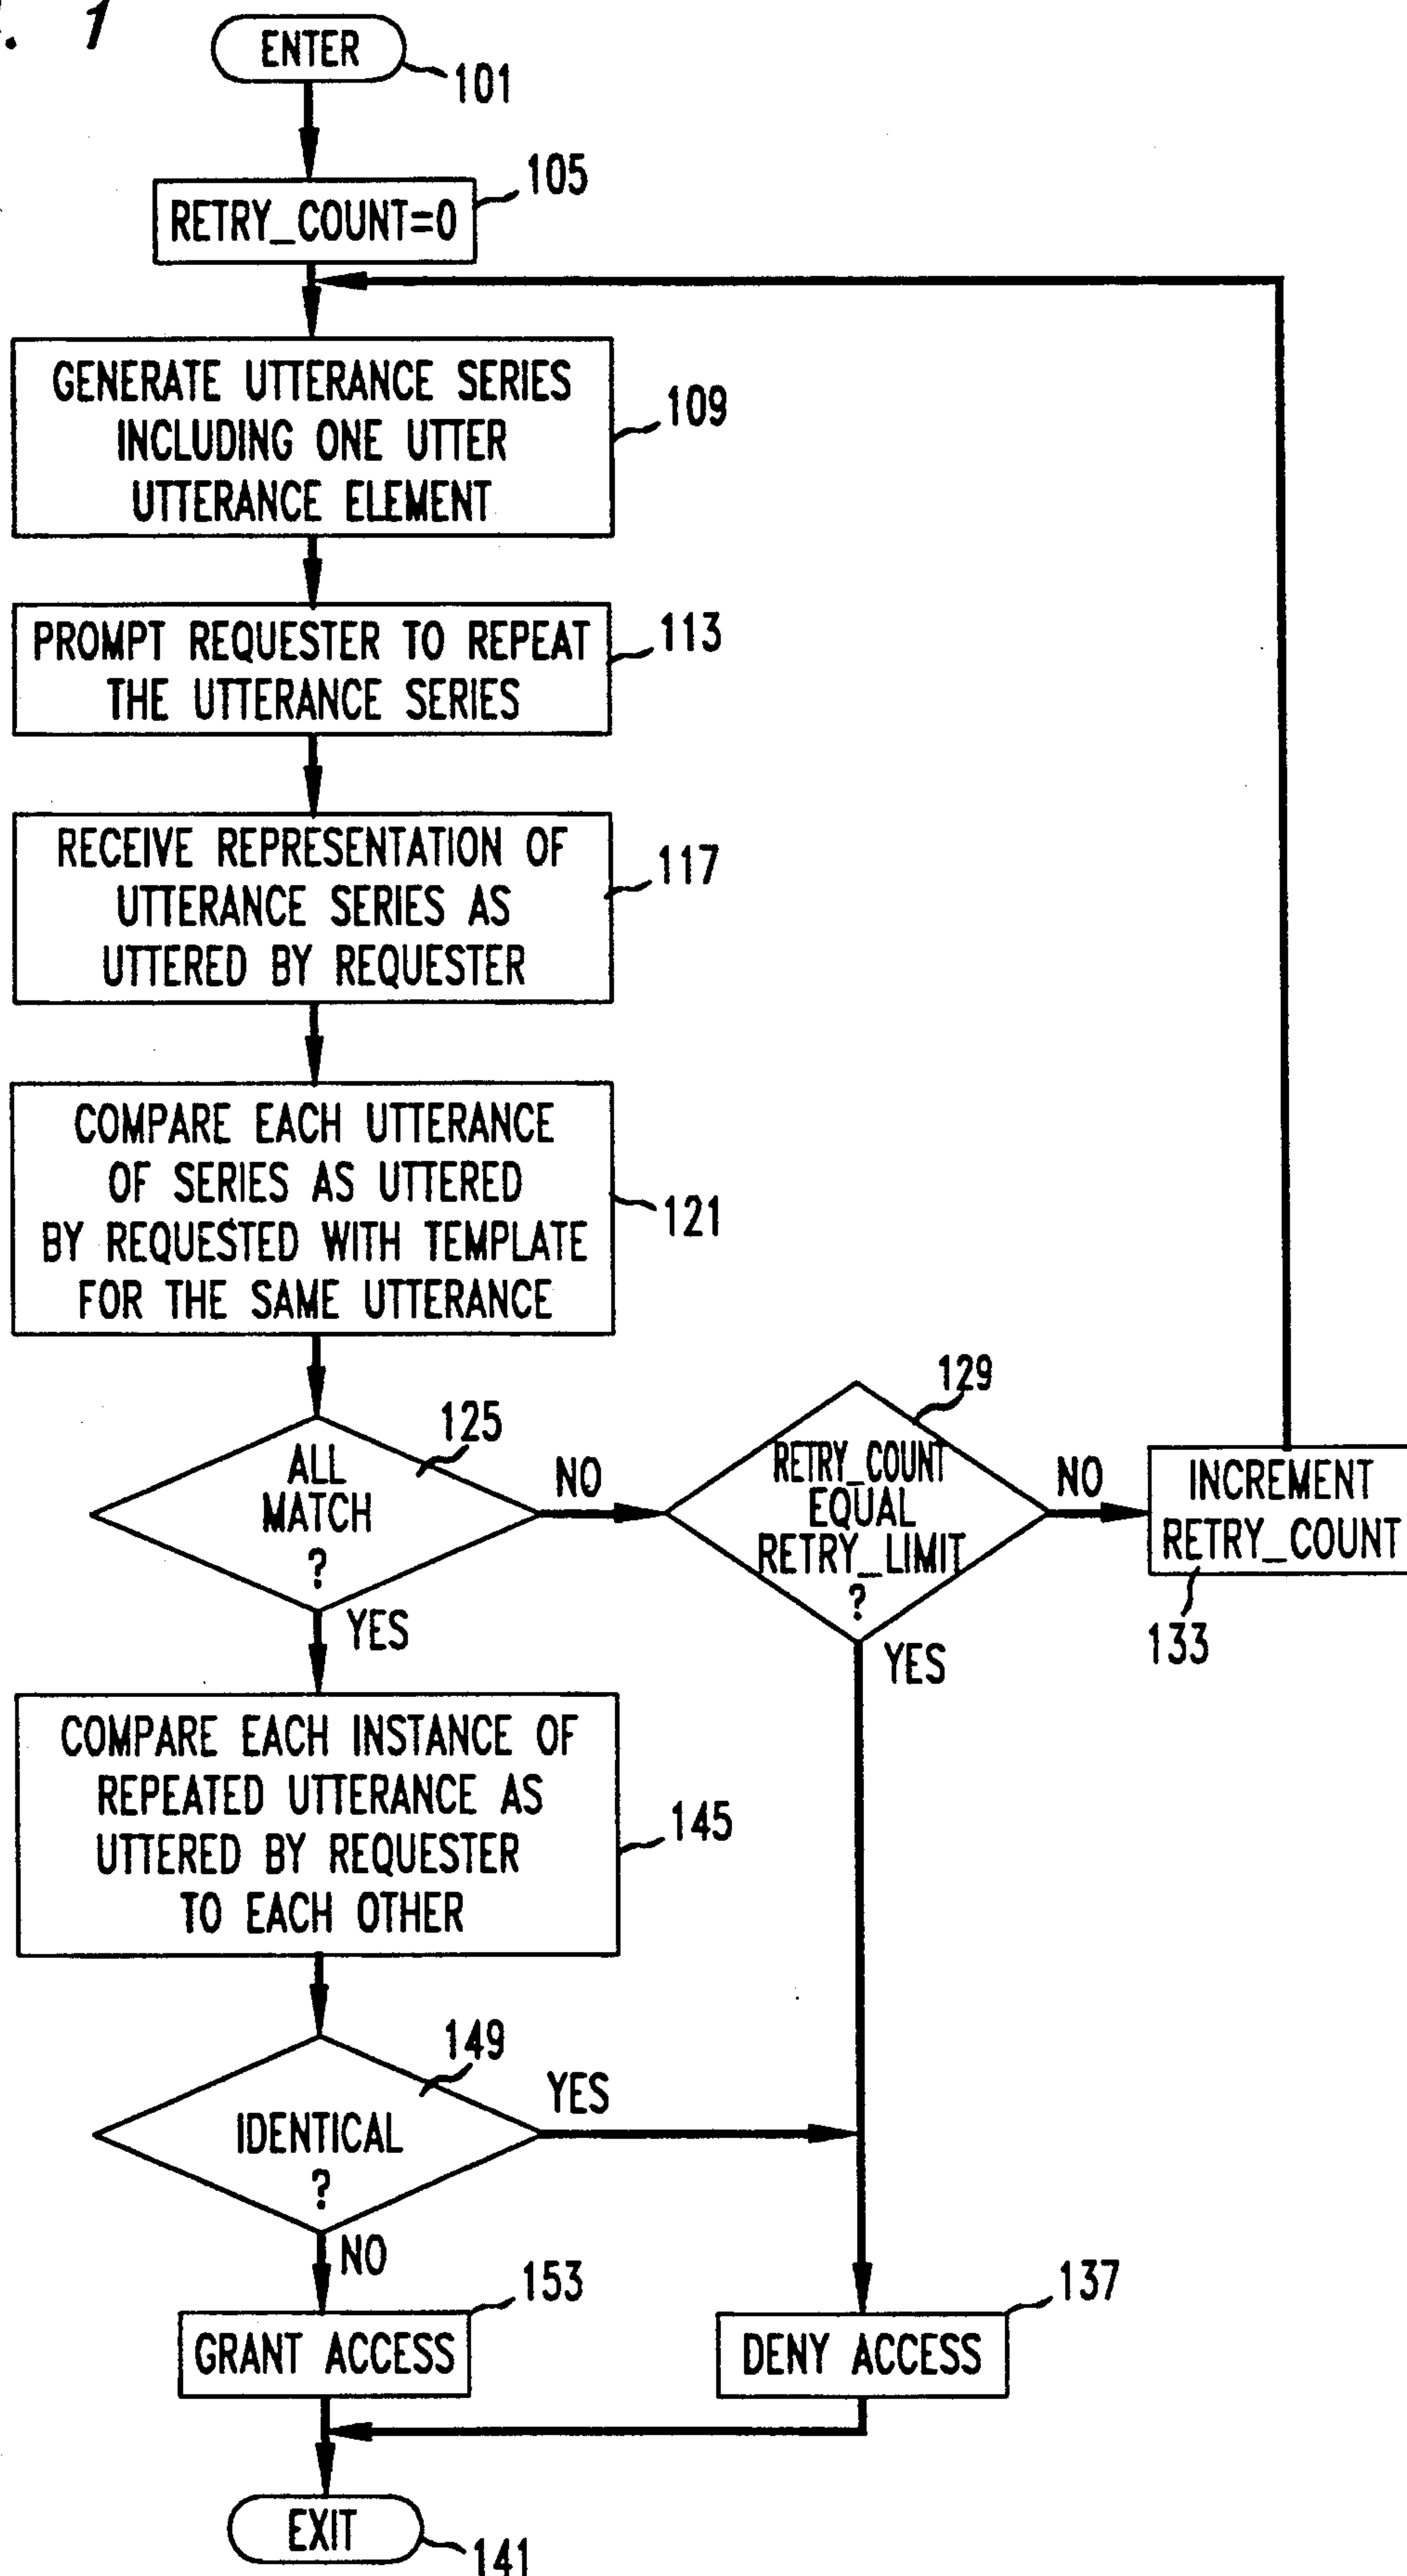 . 1
ENTER
101
RETRY_COUNT=0
105
GENERATE UTTERANCE SERIES
INCLUDING ONE UTTER
UTTERANCE ELEMENT
109
PROMPT REQUESTER TO REPEAT
THE UTTERANCE SERIES
113
RECEIVE REPRESENTATION OF
UTTERANCE SERIES AS
UTTERED BY REQUESTER
117
COMPARE EACH UTTERANCE
OF SERIES AS UTTERED
BY REQUESTED WITH TEMPLATE
FOR THE SAME UTTERANCE
121
ALL
MATCH
?
125
NO
YES
RETRY_COUNT
EQUAL
RETRY_LIMIT
?
129
NO
YES
INCREMENT
RETRY_COUNT
133
COMPARE EACH INSTANCE OF
REPEATED UTTERANCE AS
UTTERED BY REQUESTER
TO EACH OTHER
145
IDENTICAL
?
149
YES
NO
GRANT ACCESS
153
DENY ACCESS
137
EXIT
141